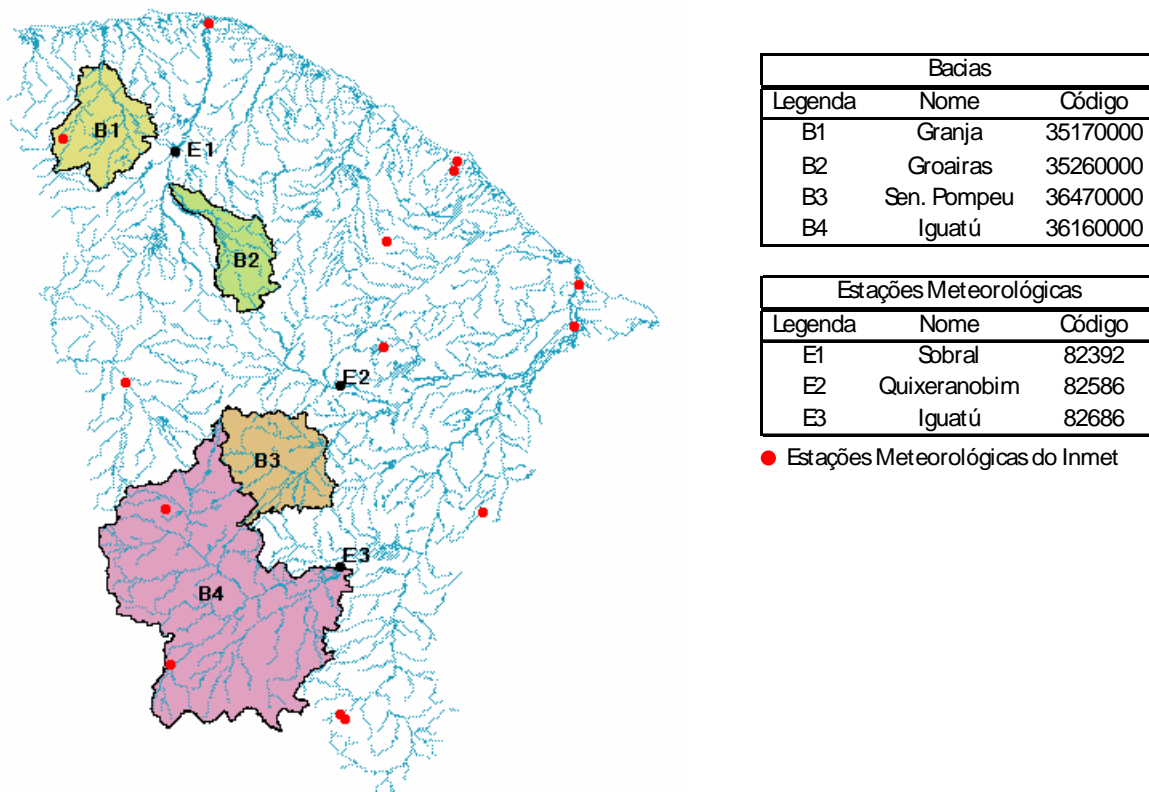 B1
E1
B2
E2
B3
E3
B4
Bacias
Legenda Nome Código
B1 Granja 35170000
B2 Groairas 35260000
B3 Sen. Pompeu 36470000
B4 Iguatú 36160000
Estações Meteorológicas
Legenda Nome Código
E1 Sobral 82392
E2 Quixeranobim 82586
E3 Iguatú 82686
Estações Meteorológicas do Inmet